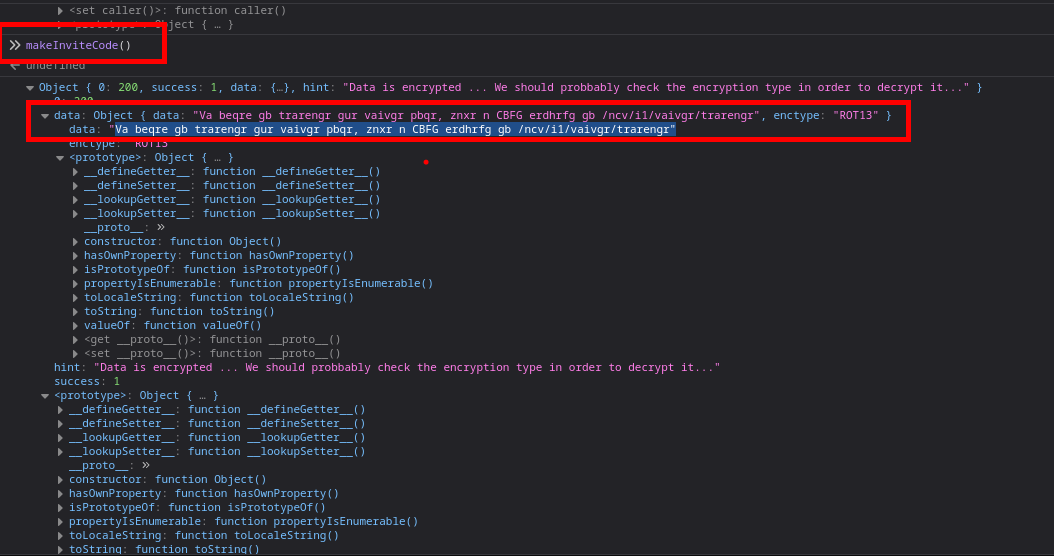 <set caller()>: function caller()
<prototype>: Object { … }
» makeInviteCode()
← undefined
Object { 0: 200, success: 1, data: {…}, hint: "Data is encrypted ... We should probbably check the encryption type in order to decrypt it..." }
0: 200
data: Object { data: "Va beqre gb trarengr gur vaivgr pbqr, znxr n CBFG erdhrfg gb /ncv/i1/vaivgr/trarengr", enctype: "ROT13" }
data: "Va beqre gb trarengr gur vaivgr pbqr, znxr n CBFG erdhrfg gb /ncv/i1/vaivgr/trarengr"
enctype: "ROT13"
<prototype>: Object { … }
__defineGetter__: function __defineGetter__()
__defineSetter__: function __defineSetter__()
__lookupGetter__: function __lookupGetter__()
__lookupSetter__: function __lookupSetter__()
__proto__: »
constructor: function Object()
hasOwnProperty: function hasOwnProperty()
isPrototypeOf: function isPrototypeOf()
propertyIsEnumerable: function propertyIsEnumerable()
toLocaleString: function toLocaleString()
toString: function toString()
valueOf: function valueOf()
<get __proto__()>: function __proto__()
<set __proto__()>: function __proto__()
hint: "Data is encrypted ... We should probbably check the encryption type in order to decrypt it..."
success: 1
<prototype>: Object { … }
__defineGetter__: function __defineGetter__()
__defineSetter__: function __defineSetter__()
__lookupGetter__: function __lookupGetter__()
__lookupSetter__: function __lookupSetter__()
__proto__: »
constructor: function Object()
hasOwnProperty: function hasOwnProperty()
isPrototypeOf: function isPrototypeOf()
propertyIsEnumerable: function propertyIsEnumerable()
toLocaleString: function toLocaleString()
toString: function toString()